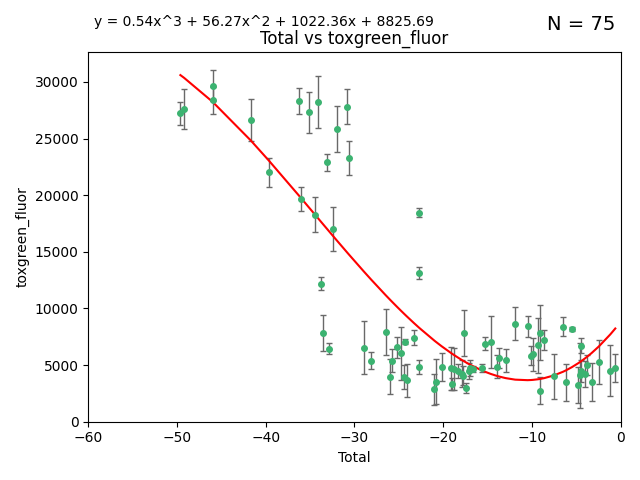 y = 0.54x^3 + 56.27x^2 + 1022.36x + 8825.69
N = 75
Total vs toxgreen_fluor
30000
25000
20000
15000
10000
5000
0
toxgreen_fluor
−60 −50 −40 −30 −20 −10 0
Total